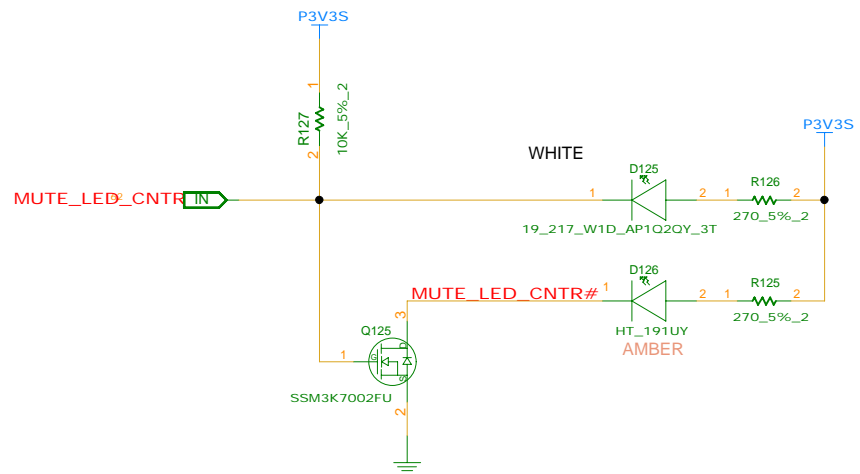 P3V3S
1
R127
10K_5%_2
2
P3V3S
WHITE
MUTE_LED_CNTR
IN
D125
1
2
19_217_W1D_AP1Q2QY_3T
R126
1
2
270_5%_2
D126
MUTE_LED_CNTR#
1
2
HT_191UY
AMBER
R125
1
2
270_5%_2
Q125
3
D
1
G
S
SSM3K7002FU
2